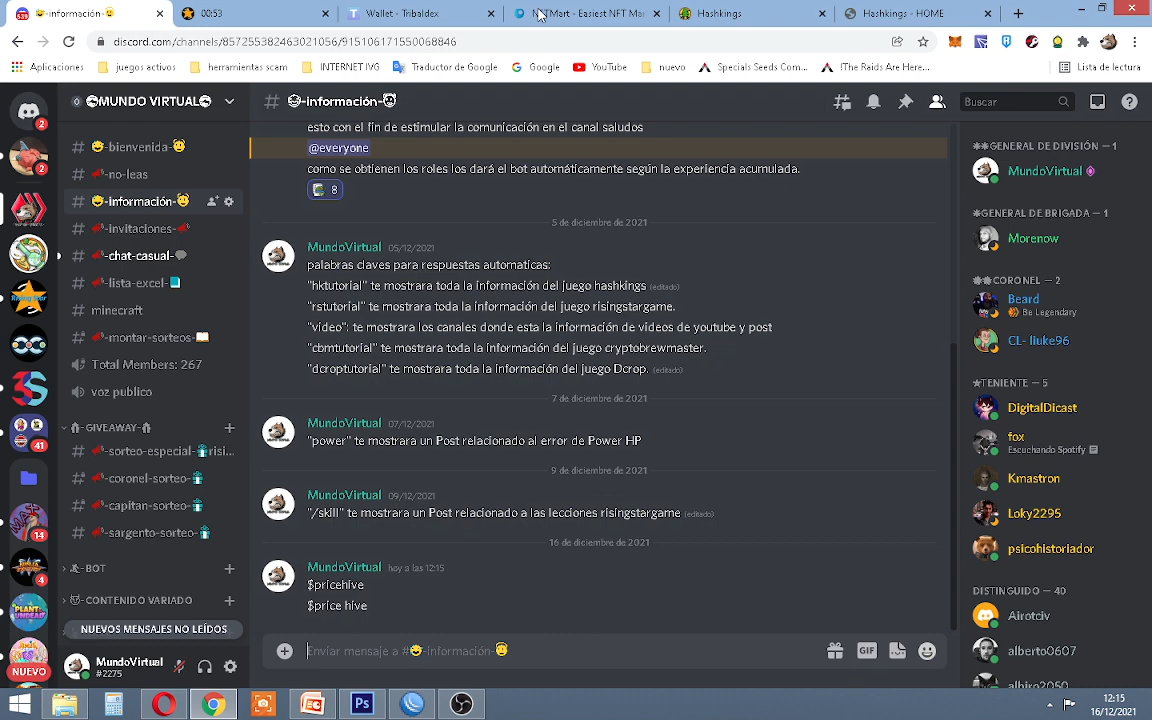 539
-información-
00:53
Wallet - Tribaldex
NFTMart - Easiest NFT Mar
Hashkings
Hashkings - HOME
discord.com/channels/857255382463021056/915106171550068846
Aplicaciones
juegos activos
herramientas scam
INTERNET IVG
Traductor de Google
Google
YouTube
nuevo
Specials Seeds Com...
!The Raids Are Here...
Lista de lectura
MUNDO VIRTUAL
-información-
Buscar
-bienvenida-
-no-leas
-información-
-invitaciones-
-chat-casual-
-lista-excel-
minecraft
-montar-sorteos-
Total Members: 267
voz publico
-GIVEAWAY-
-sorteo-especial-risi...
-coronel-sorteo-
-capitan-sorteo-
-sargento-sorteo-
-BOT
-CONTENIDO VARIADO
NUEVOS MENSAJES NO LEÍDOS
MundoVirtual
#2275
2
2
41
14
4
NUEVO
esto con el fin de estimular la comunicación en el canal saludos
@everyone
como se obtienen los roles los dará el bot automáticamente según la experiencia acumulada.
8
5 de diciembre de 2021
MundoVirtual 05/12/2021
palabras claves para respuestas automaticas:
"hktutorial" te mostrara toda la información del juego hashkings (editado)
"rstutorial" te mostrara toda la información del juego risingstargame.
"video": te mostrara los canales donde esta la información de videos de youtube y post
"cbmtutorial" te mostrara toda la información del juego cryptobrewmaster.
"dcroptutorial" te mostrara toda la información del juego Dcrop. (editado)
7 de diciembre de 2021
MundoVirtual 07/12/2021
"power" te mostrara un Post relacionado al error de Power HP
9 de diciembre de 2021
MundoVirtual 09/12/2021
"/skill" te mostrara un Post relacionado a las lecciones risingstargame (editado)
16 de diciembre de 2021
MundoVirtual hoy a las 12:15
$pricehive
$price hive
Enviar mensaje a #-información-
GIF
**GENERAL DE DIVISIÓN — 1
MundoVirtual
*GENERAL DE BRIGADA — 1
Morenow
CORONEL — 2
Beard
Be Legendary
CL- lluke96
TENIENTE — 5
DigitalDicast
fox
Escuchando Spotify
Kmastron
Loky2295
psicohistoriador
DISTINGUIDO — 40
Airotciv
alberto0607
albiro2050
12:15
16/12/2021